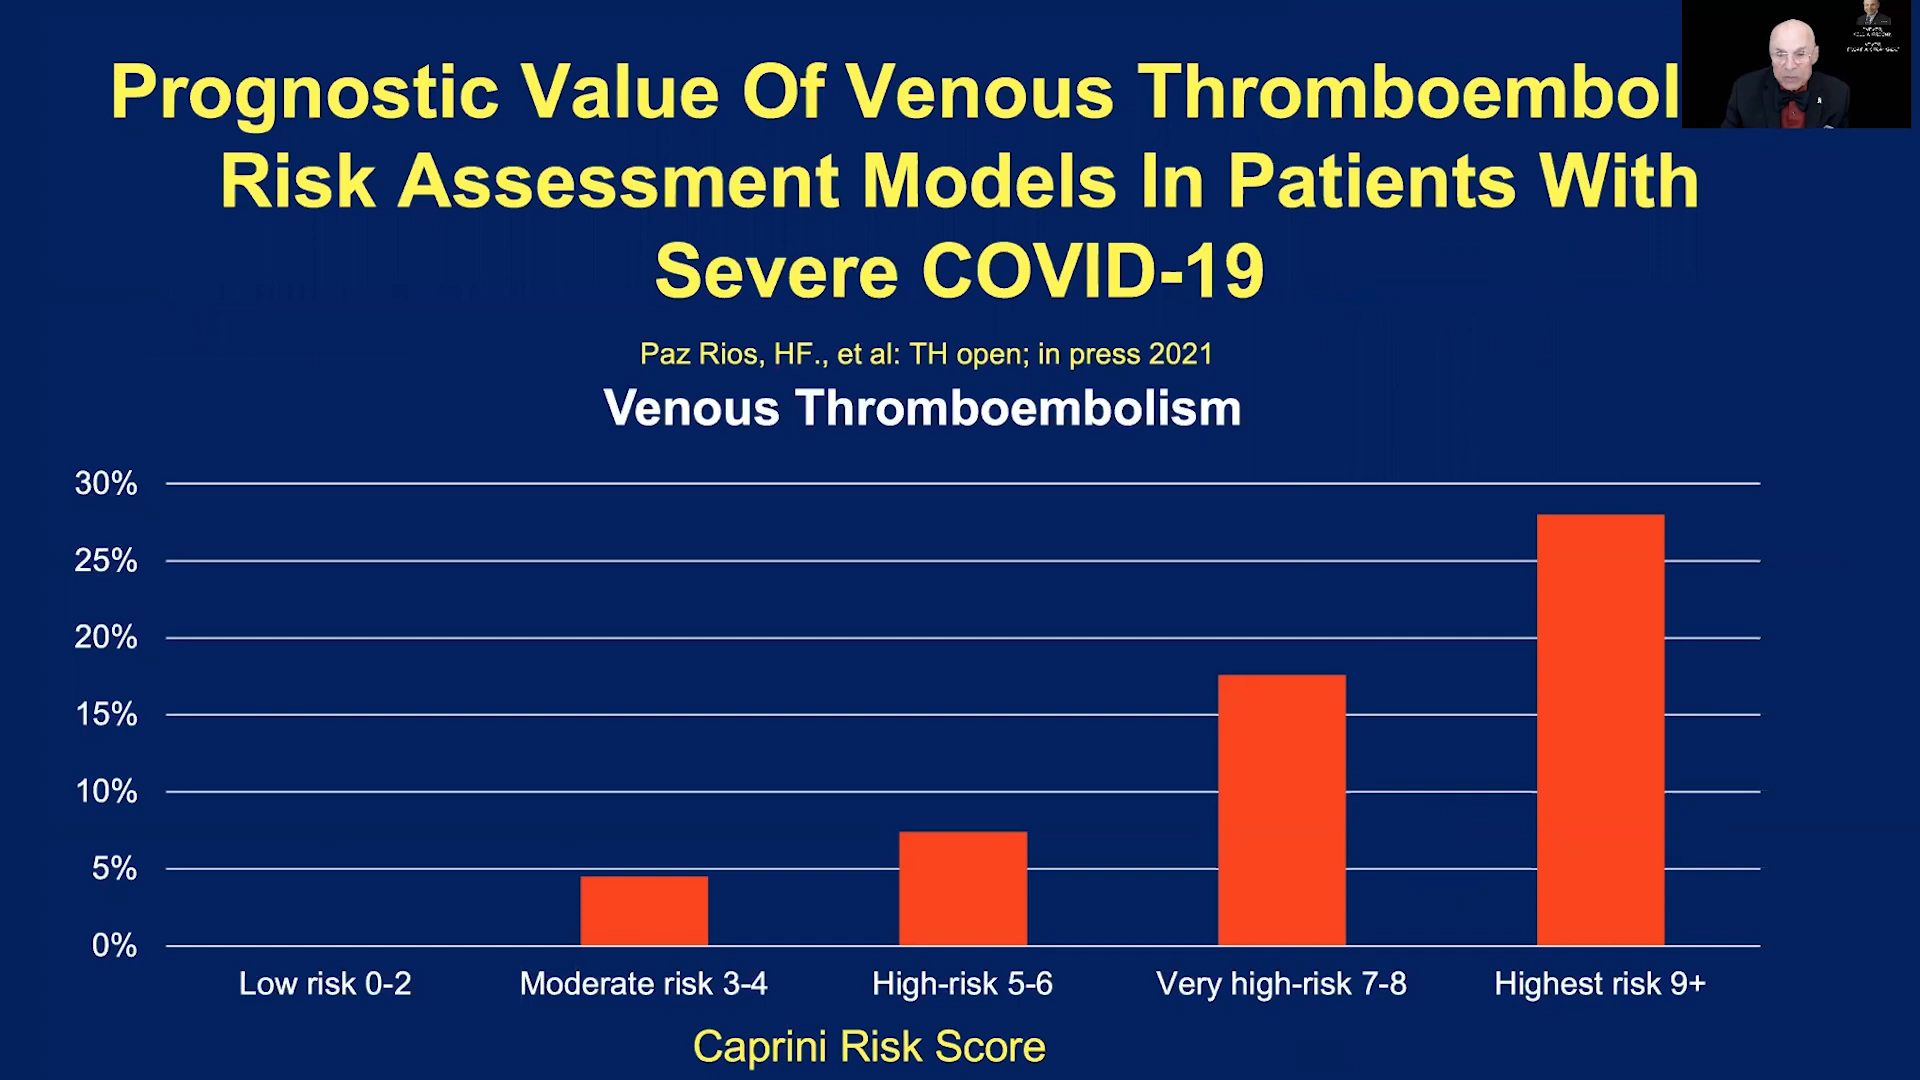 Prognostic Value Of Venous Thromboembol
Risk Assessment Models In Patients With
Severe COVID-19
Paz Rios, HF., et al: TH open; in press 2021
Venous Thromboembolism
30%
25%
20%
15%
10%
5%
0%
Low risk 0-2 Moderate risk 3-4 High-risk 5-6 Very high-risk 7-8 Highest risk 9+
Caprini Risk Score